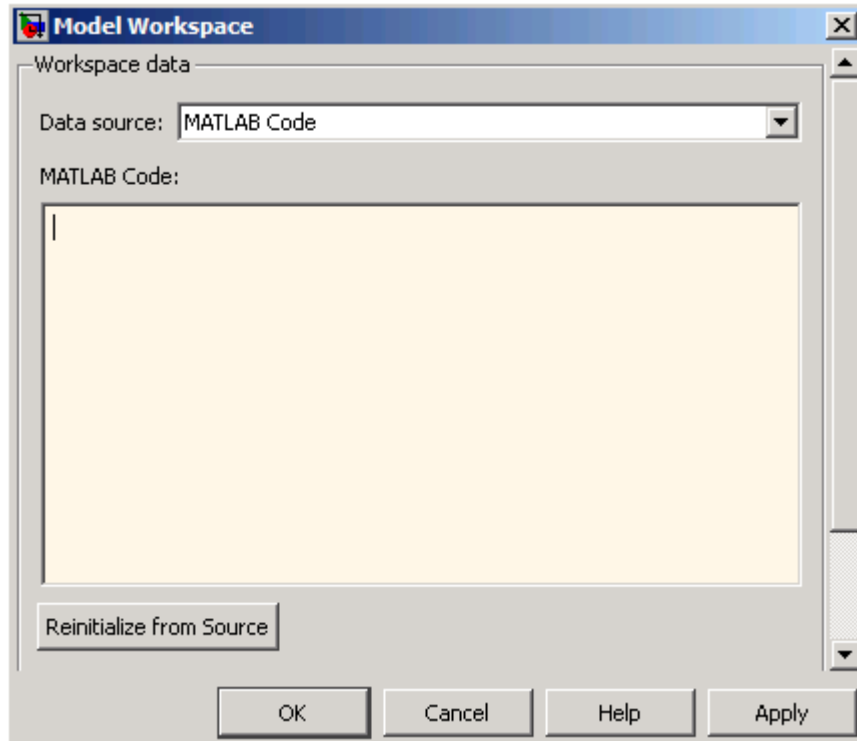 Model Workspace
Workspace data
Data source: MATLAB Code
MATLAB Code:
Reinitialize from Source
OK Cancel Help Apply